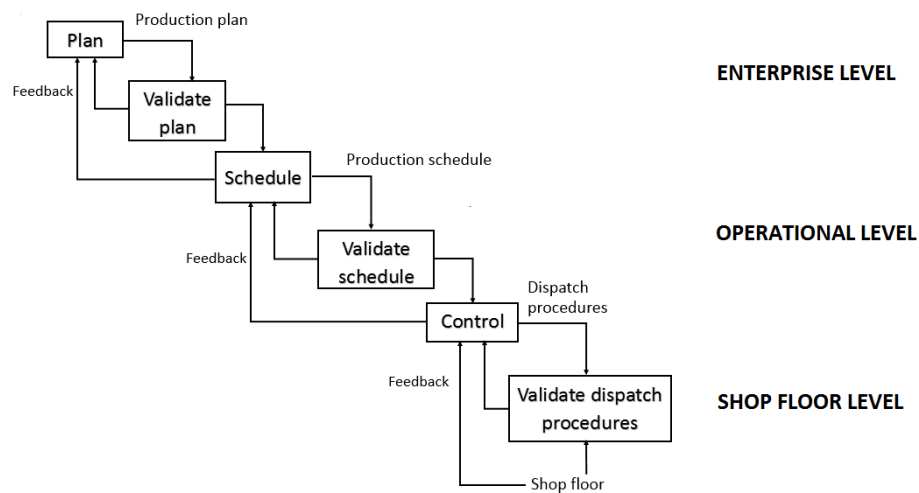 Production plan
Plan
ENTERPRISE LEVEL
Feedback
Validate
plan
Production schedule
Schedule
OPERATIONAL LEVEL
Validate
schedule
Feedback
Dispatch
procedures
Control
Feedback
Validate dispatch
procedures
SHOP FLOOR LEVEL
Shop floor